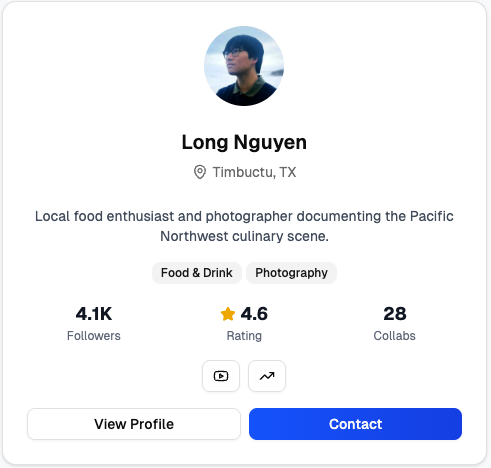 Long Nguyen
Timbuctu, TX
Local food enthusiast and photographer documenting the Pacific
Northwest culinary scene.
Food & Drink Photography
4.1K 4.6 28
Followers Rating Collabs
View Profile Contact